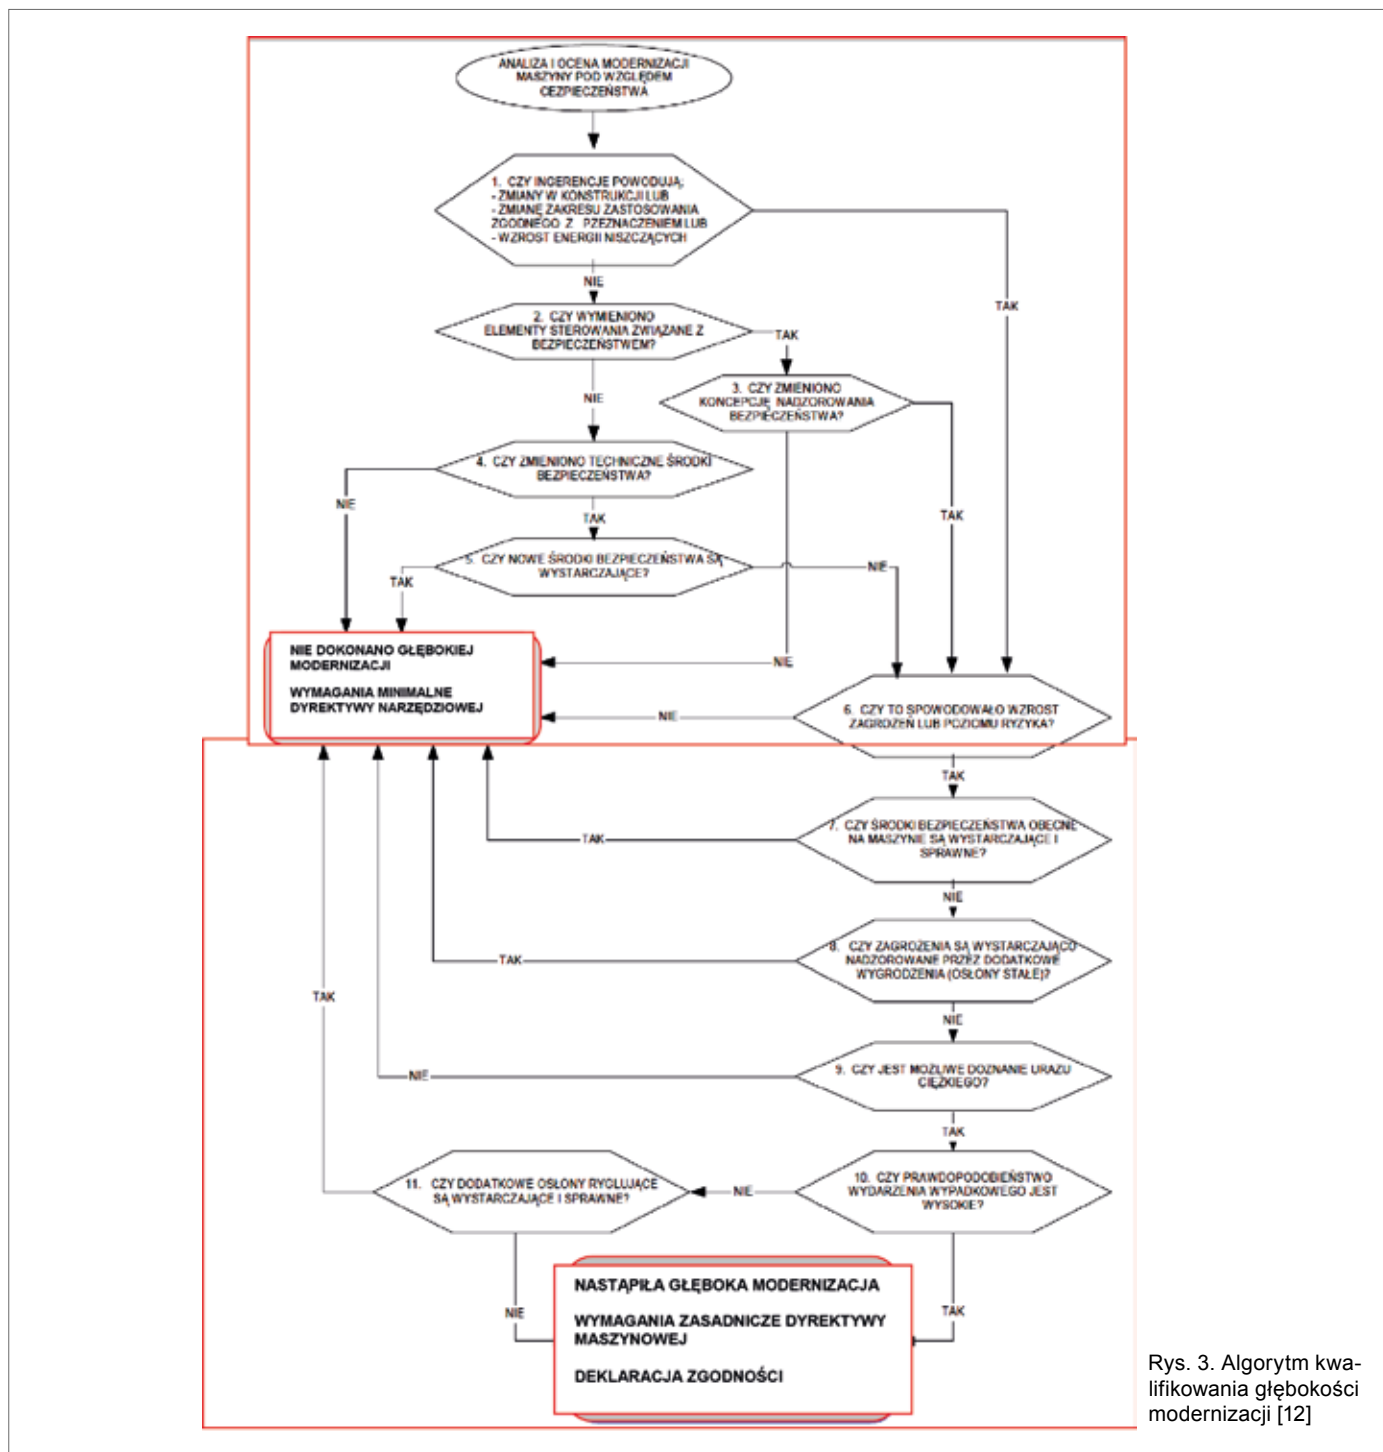 ANALIZA I OCENA MODERNIZACJI
MASZYNY POD WZGLĘDEM
CEZPIECZEŃSTWA
1. CZY INGERENCJE POWODUJĄ;
- ZMIANY W KONSTRUKCJI LUB
- ZMIANĘ ZAKRESU ZASTOSOWANIA
ZGODNEGO Z PZEZNACZENIEM LUB
- WZROST ENERGII NISZCZĄCYCH
NIE
TAK
2. CZY WYMIENIONO
ELEMENTY STEROWANIA ZWIĄZANE Z
BEZPIECZEŃSTWEM?
TAK
NIE
3. CZY ZMIENIONO
KONCEPCJĘ NADZOROWANIA
BEZPIECZEŃSTWA?
4. CZY ZMIENIONO TECHNICZNE ŚRODKI
BEZPIECZEŃSTWA?
NIE
TAK
TAK
5. CZY NOWE ŚRODKI BEZPIECZEŃSTWA SĄ
WYSTARCZAJĄCE?
TAK
NIE
NIE DOKONANO GŁĘBOKIEJ
MODERNIZACJI
WYMAGANIA MINIMALNE
DYREKTYWY NARZĘDZIOWEJ
NIE
6. CZY TO SPOWODOWAŁO WZROST
ZAGROŻEŃ LUB POZIOMU RYZYKA?
NIE
TAK
7. CZY ŚRODKI BEZPIECZEŃSTWA OBECNE
NA MASZYNIE SĄ WYSTARCZAJĄCE I
SPRAWNE?
TAK
NIE
8. CZY ZAGROŻENIA SĄ WYSTARCZAJĄCO
NADZOROWANE PRZEZ DODATKOWE
WYGRODZENIA (OSŁONY STAŁE)?
TAK
TAK
NIE
9. CZY JEST MOŻLIWE DOZNANIE URAZU
CIĘŻKIEGO?
NIE
TAK
10. CZY PRAWDOPODOBIEŃSTWO
WYDARZENIA WYPADKOWEGO JEST
WYSOKIE?
NIE
11. CZY DODATKOWE OSŁONY RYGLUJĄCE
SĄ WYSTARCZAJĄCE I SPRAWNE?
NIE
TAK
NASTĄPIŁA GŁĘBOKA MODERNIZACJA
WYMAGANIA ZASADNICZE DYREKTYWY
MASZYNOWEJ
DEKLARACJA ZGODNOŚCI
Rys. 3. Algorytm kwa-
lifikowania głębokości
modernizacji [12]